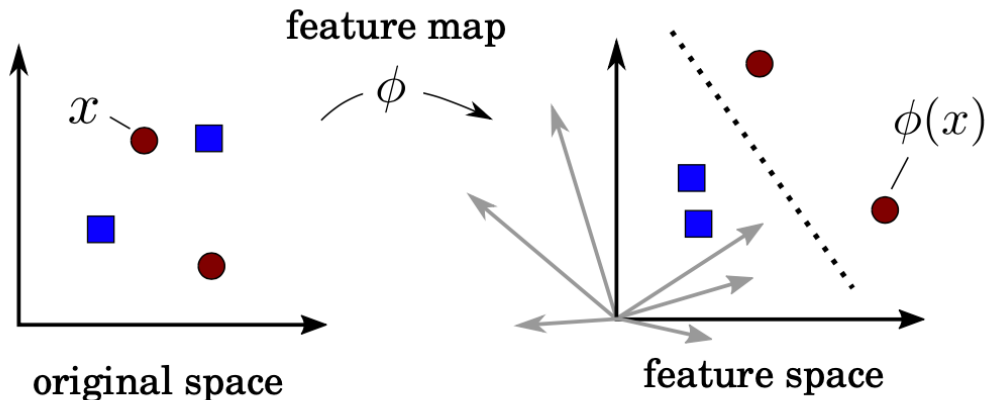 feature map
x
ϕ
ϕ(x)
original space
feature space